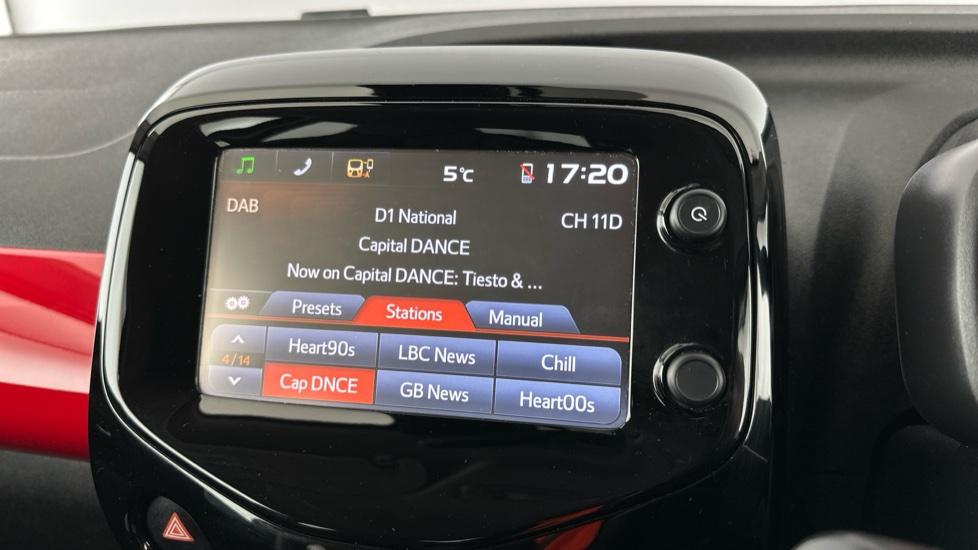 5°C 17:20
DAB D1 National CH 11D
Capital DANCE
Now on Capital DANCE: Tiesto & ...
Presets Stations Manual
4/14
Heart90s LBC News Chill
Cap DNCE GB News Heart00s